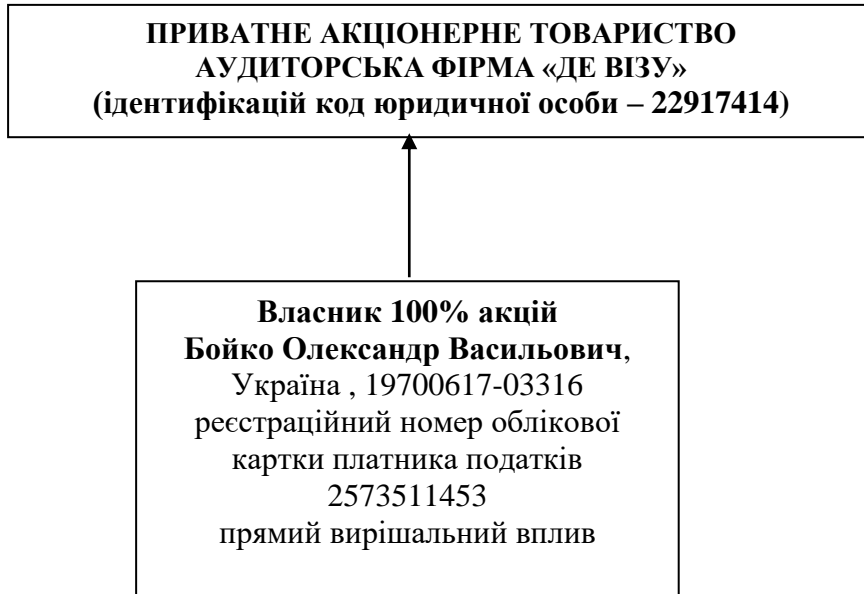 ПРИВАТНЕ АКЦІОНЕРНЕ ТОВАРИСТВО
АУДИТОРСЬКА ФІРМА «ДЕ ВІЗУ»
(ідентифікацій код юридичної особи – 22917414)
Власник 100% акцій
Бойко Олександр Васильович,
Україна , 19700617-03316
реєстраційний номер облікової
картки платника податків
2573511453
прямий вирішальний вплив